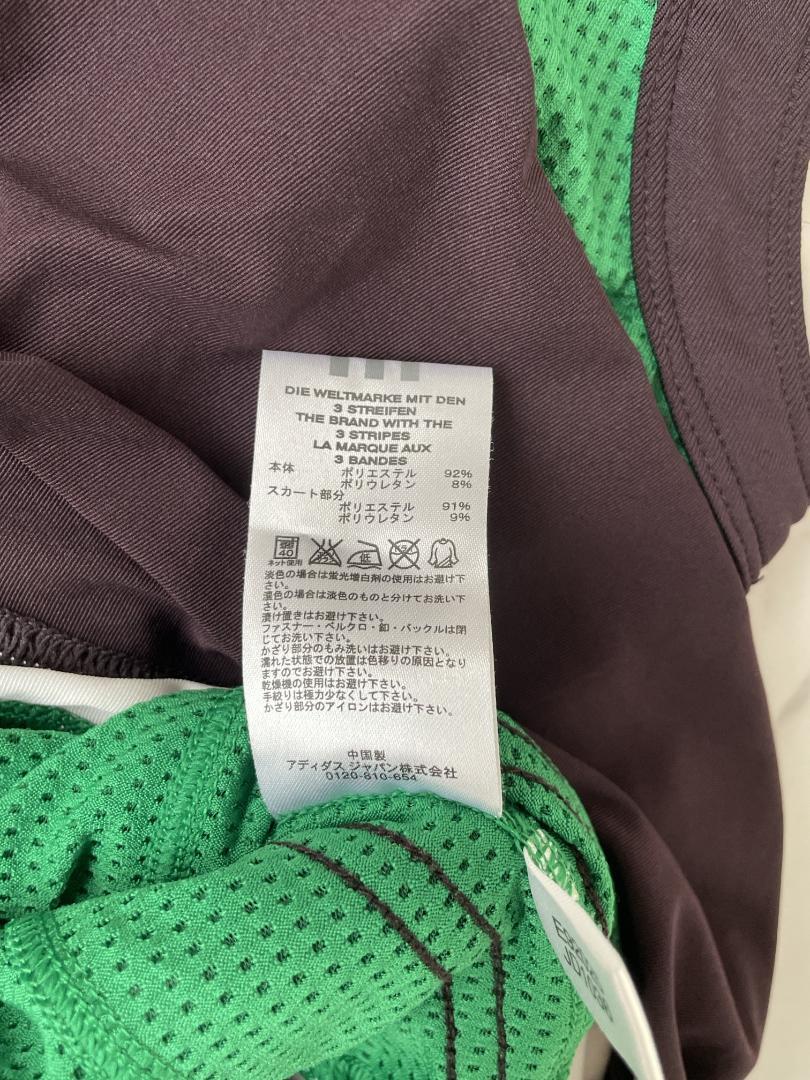 DIE WELTMARKE MIT DEN
3 STREIFEN
THE BRAND WITH THE
3 STRIPES
LA MARQUE AUX
3 BANDES
本体 ポリエステル 92%
ポリウレタン 8%
スカート部分
ポリエステル 91%
ポリウレタン 9%
40 低
ネット使用
淡色の場合は蛍光増白剤の使用はお避け下
さい。
濃色の場合は淡色のものと分けてお洗い下
さい。
漬け置きはお避け下さい。
ファスナー・ベルクロ・釦・バックルは閉
じてお洗い下さい。
かざり部分のもみ洗いはお避け下さい。
濡れた状態での放置は色移りの原因となり
ますのでお避け下さい。
乾燥機の使用はお避け下さい。
手絞りは極力少なくして下さい。
かざり部分のアイロンはお避け下さい。
中国製
アディダス ジャパン株式会社
0120-810-654